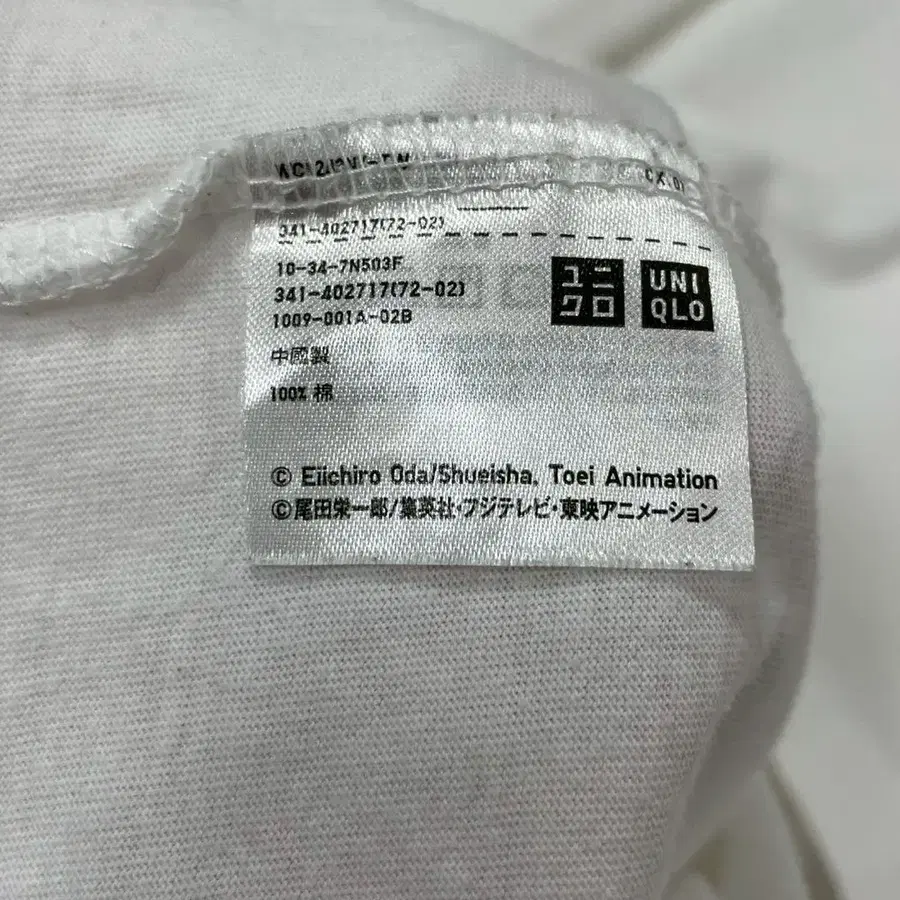 341-402717(72-02)
10-34-7N503F
341-402717(72-02)
1009-001A-02B
ユニクロ
UNIQLO
中國製
100% 棉
© Eiichiro Oda/Shueisha, Toei Animation
©尾田栄一郎/集英社・フジテレビ・東映アニメーション